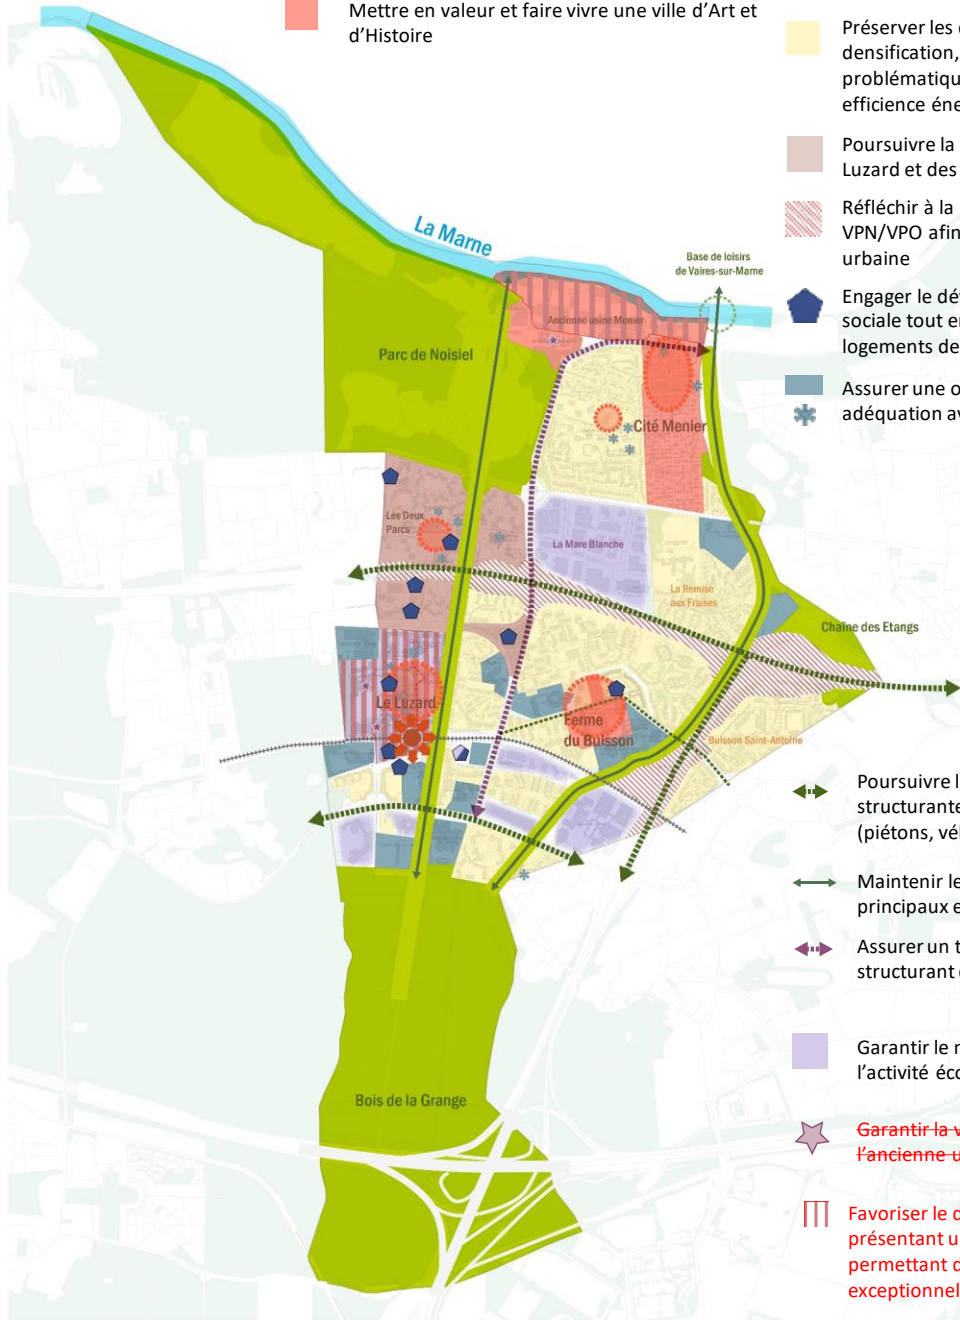 Mettre en valeur et faire vivre une ville d’Art et
d’Histoire
Préserver les
densification,
problématiqu
efficience éne
Poursuivre la
Luzard et des
Réfléchir à la
VPN/VPO afin
urbaine
Engager le dé
sociale tout e
logements de
Assurer une o
adéquation av
La Marne
Base de loisirs
de Vaires-sur-Marne
Ancienne usine Menier
Parc de Noisiel
Cité Menier
Les Deux
Parcs
La Mare Blanche
La Remise
aux Fraises
Chaîne des Etangs
Le Luzard
Ferme
du Buisson
Buisson Saint-Antoine
Poursuivre l
structurante
(piétons, vél
Maintenir le
principaux e
Assurer un t
structurant
Garantir le r
l’activité éco
Garantir la v
l’ancienne u
Favoriser le d
présentant u
permettant d
exceptionnel
Bois de la Grange